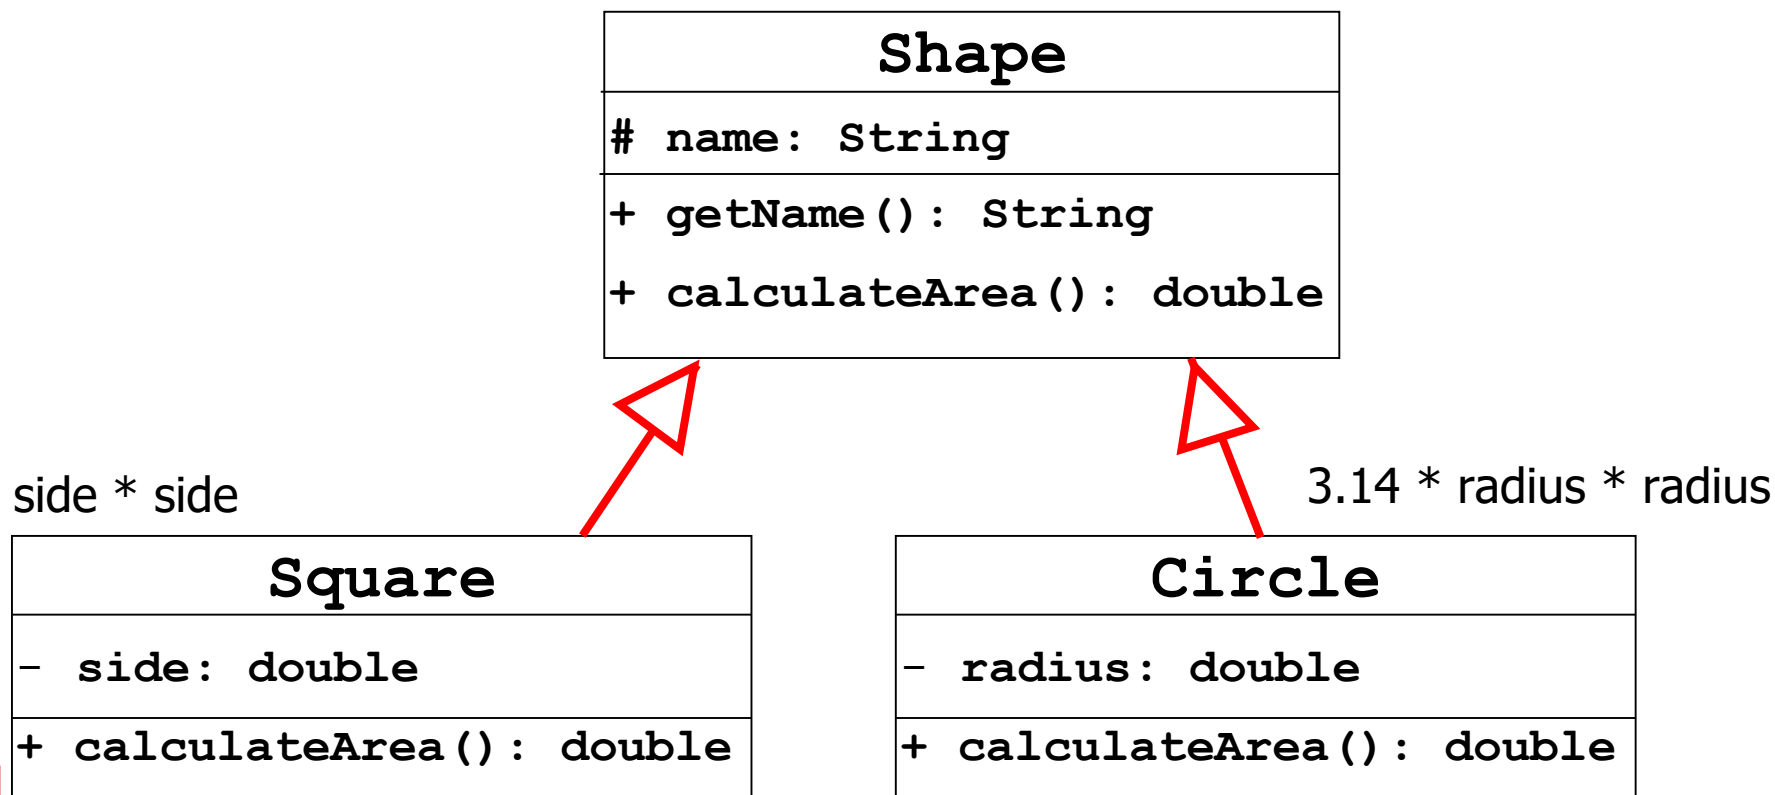 Shape
# name: String
+ getName(): String
+ calculateArea(): double
side * side
3.14 * radius * radius
Square
- side: double
+ calculateArea(): double
Circle
- radius: double
+ calculateArea(): double